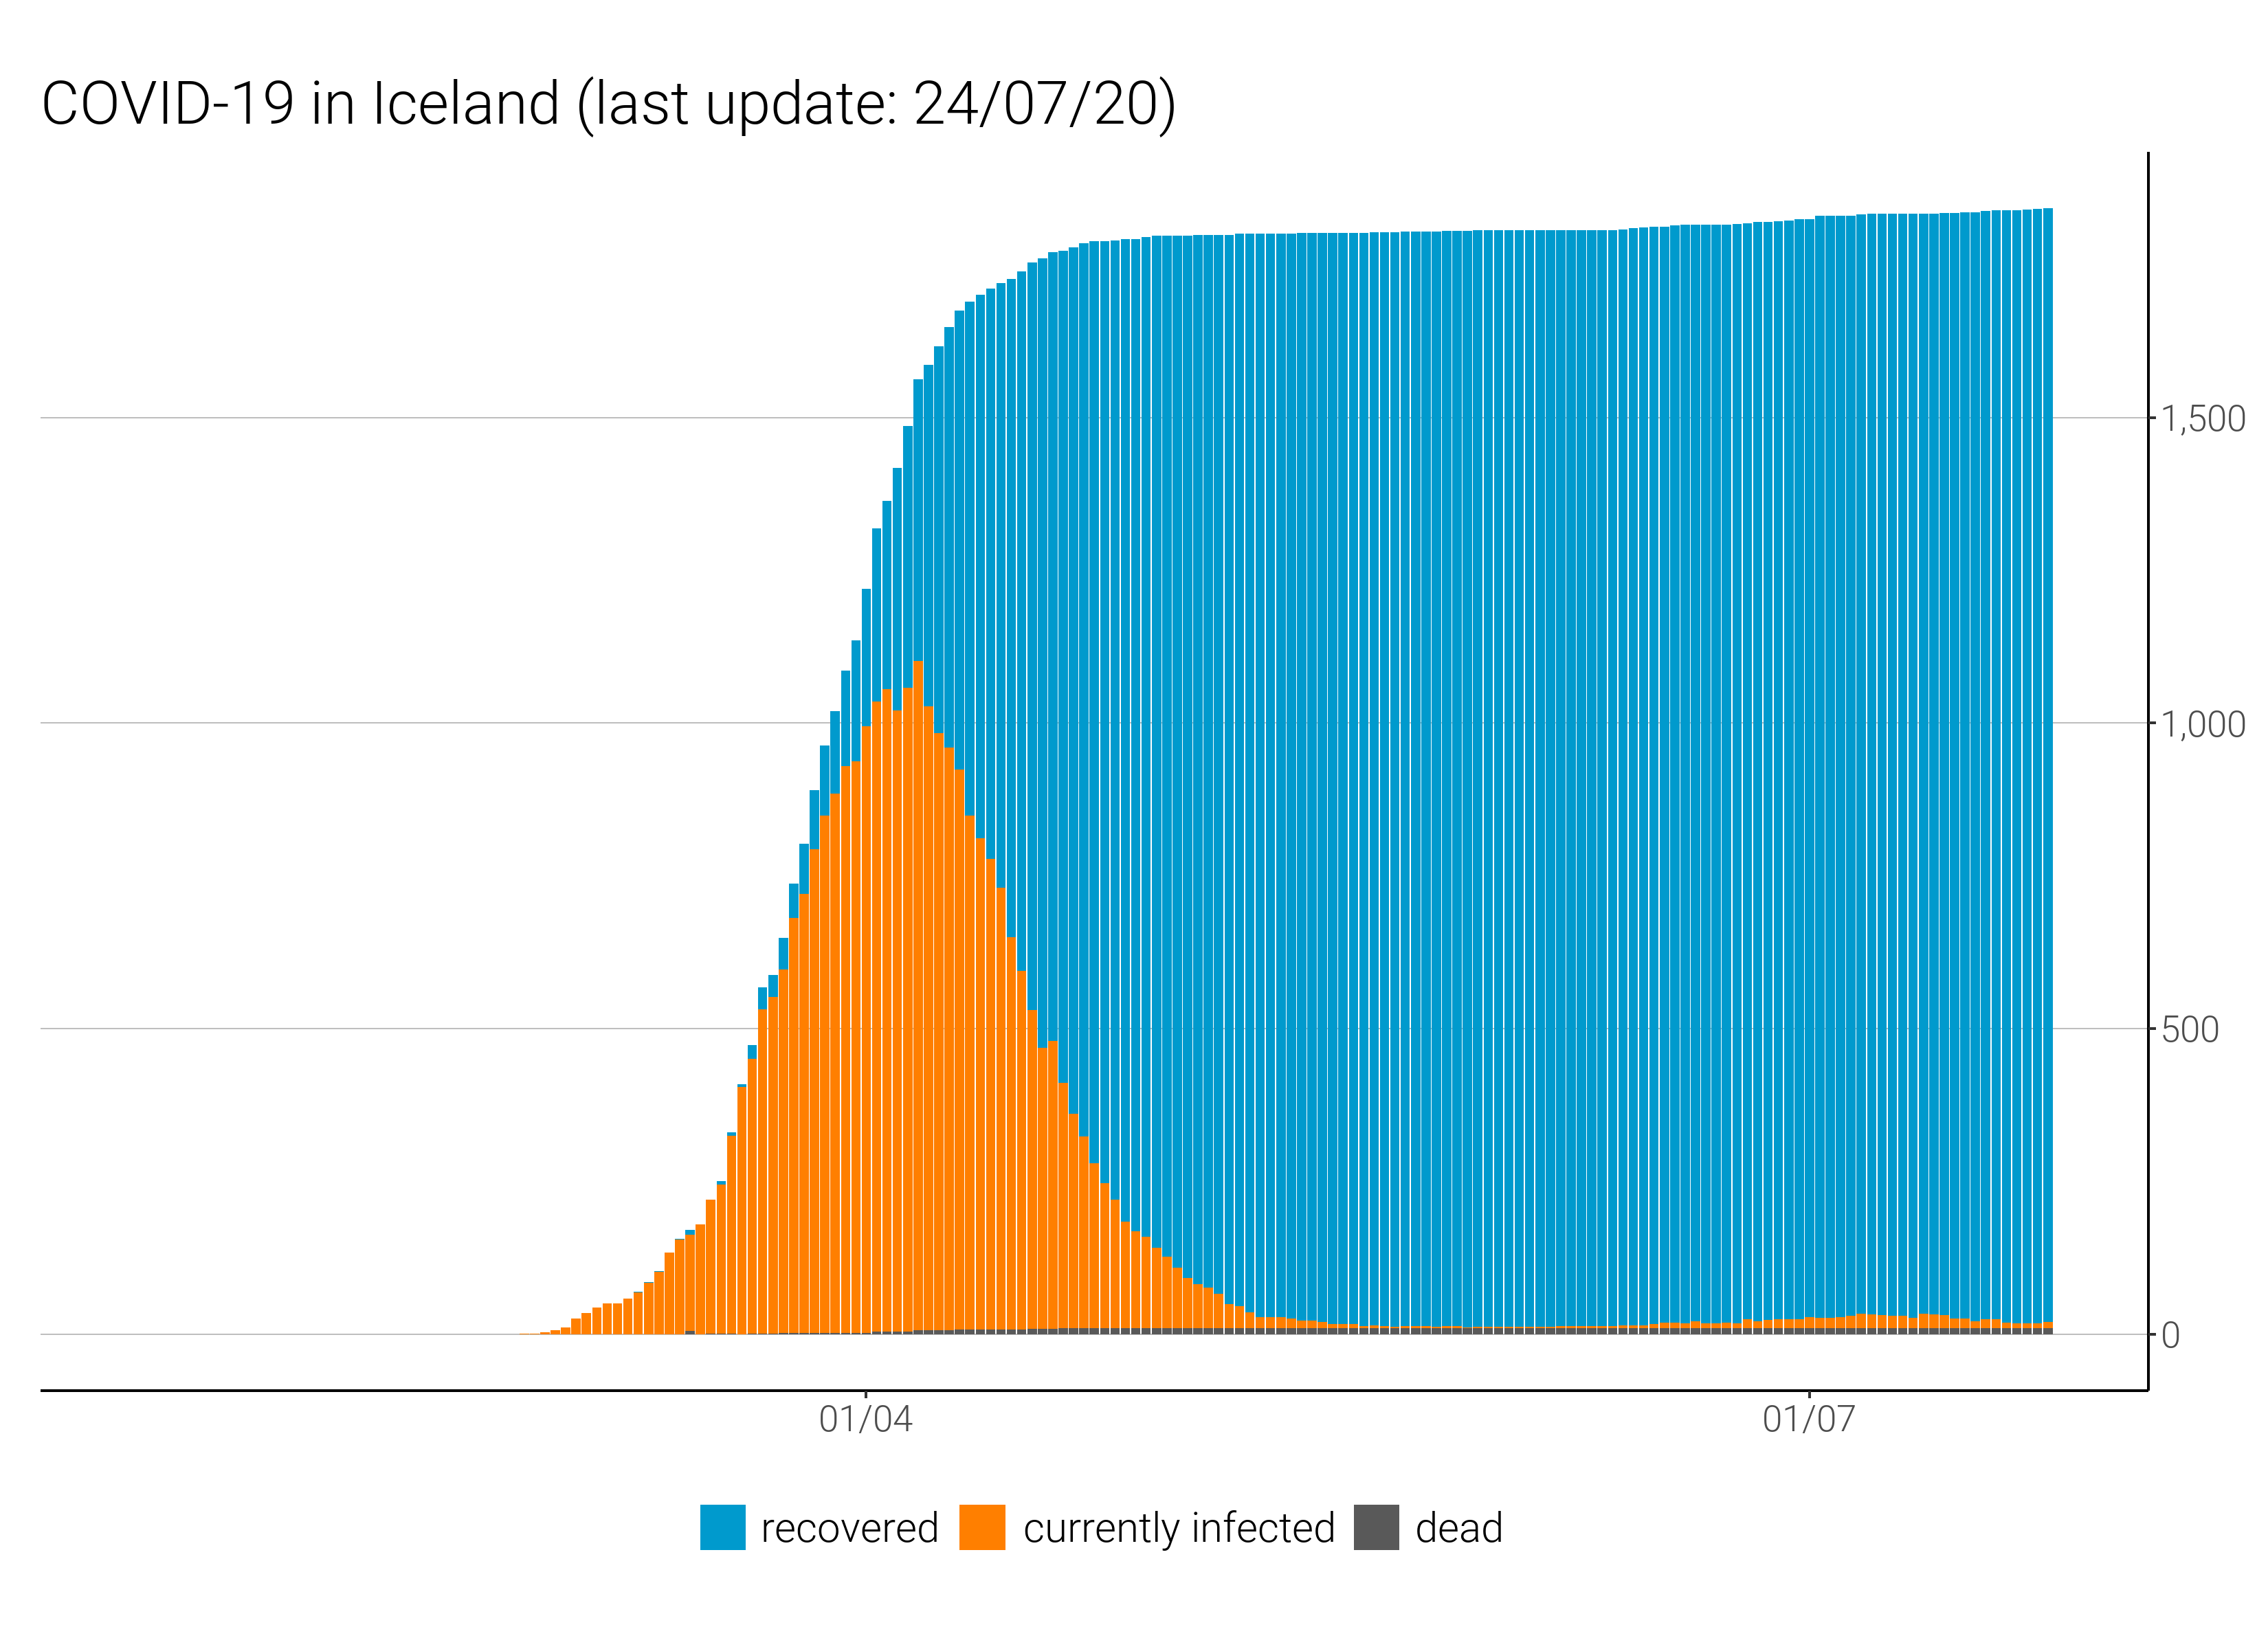 COVID-19 in Iceland (last update: 24/07/20)
1,500
1,000
500
0
01/04 01/07
recovered currently infected dead